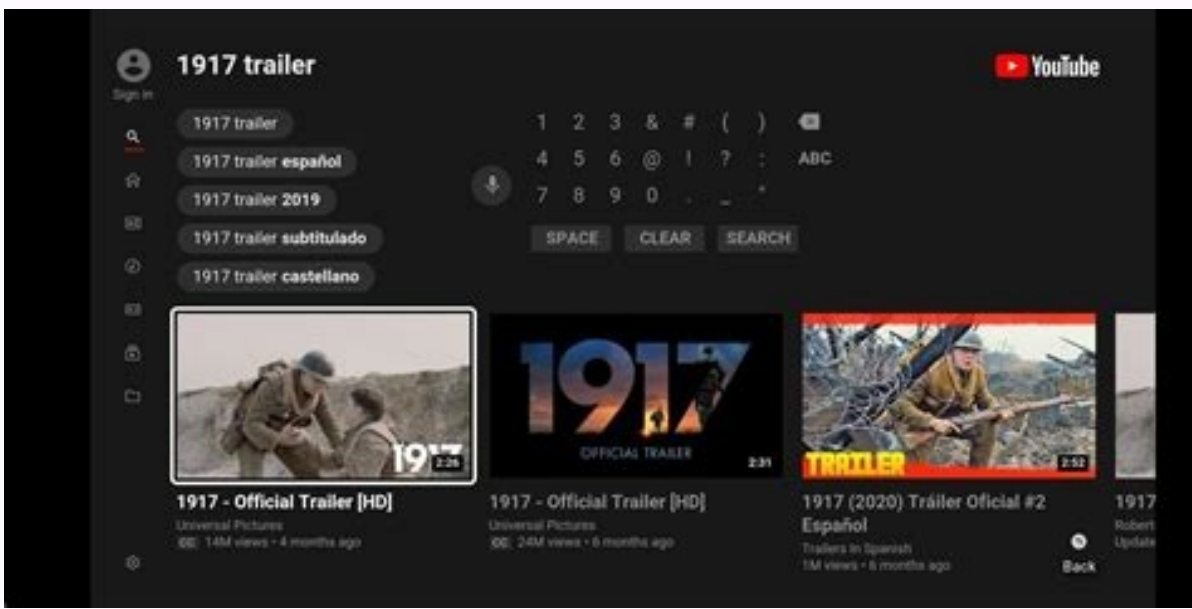 1917 trailer
YouTube
Sign in
1917 trailer
1917 trailer español
1917 trailer 2019
1917 trailer subtitulado
1917 trailer castellano
1 2 3 & # ( )
4 5 6 @ ! ? : ABC
7 8 9 0 . _ "
SPACE CLEAR SEARCH
1917 2:26
1917
OFFICIAL TRAILER
2:31
TRAILER 2:52
1917 - Official Trailer [HD]
Universal Pictures
CC 14M views • 4 months ago
1917 - Official Trailer [HD]
Universal Pictures
CC 24M views • 6 months ago
1917 (2020) Tráiler Oficial #2
Español
Trailers In Spanish
1M views • 6 months ago
1917
Robert
Update
Back